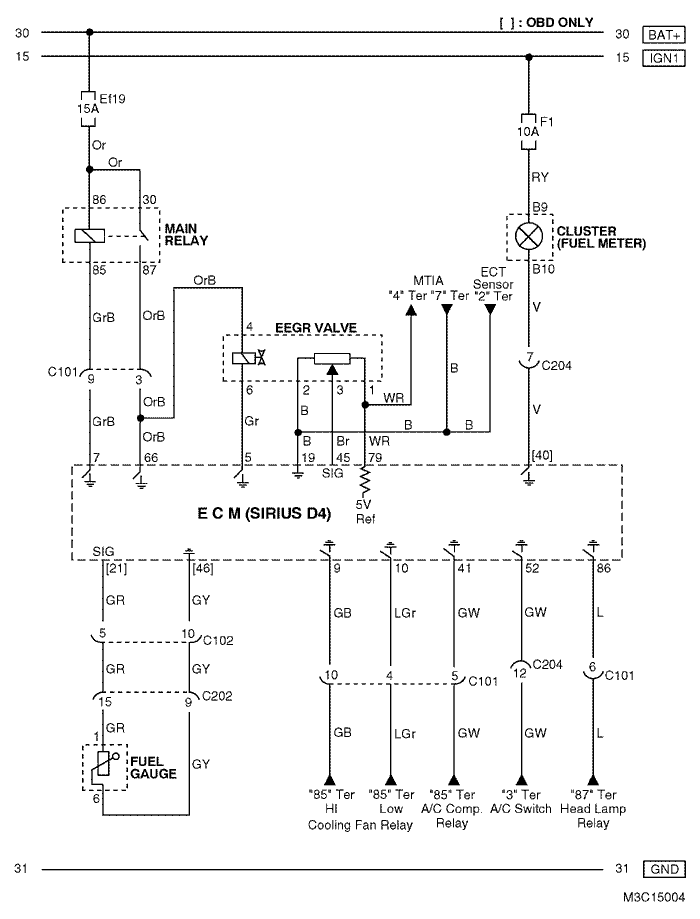 [ ] : OBD ONLY
30 30 BAT+
15 15 IGN1
Ef19
15A
F1
10A
Or
Or
RY
86 30
B9
MAIN
RELAY
CLUSTER
(FUEL METER)
85 87
B10
OrB
MTIA
"4" Ter "7" Ter
ECT
Sensor
"2" Ter
GrB OrB
V
4 EEGR VALVE
C101 9 3
7 C204
6 2 3 1
B
WR
OrB
GrB OrB
Gr B B B
V
B Br WR
7 66 5 19 45 79 [40]
SIG
5V
Ref
E C M (SIRIUS D4)
SIG
[21] [46] 9 10 41 52 86
GR GY GB LGr GW GW L
5 10 C102
GR GY
10 4 5 C101
C204
12
6 C101
15 9 C202
GR
1
GB LGr GW GW L
FUEL
GAUGE
GY
6
"85" Ter
HI
"85" Ter
Low
Cooling Fan Relay
"85" Ter
A/C Comp.
Relay
"3" Ter
A/C Switch
"87" Ter
Head Lamp
Relay
31 31 GND
M3C15004